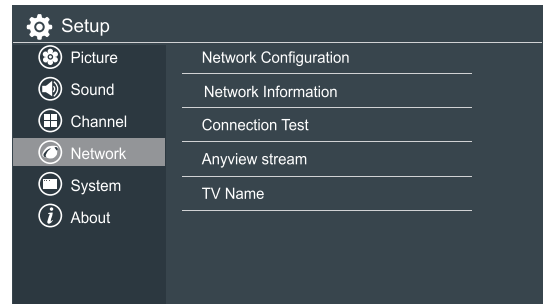 Setup
Picture
Sound
Channel
Network
System
About
Network Configuration
Network Information
Connection Test
Anyview stream
TV Name